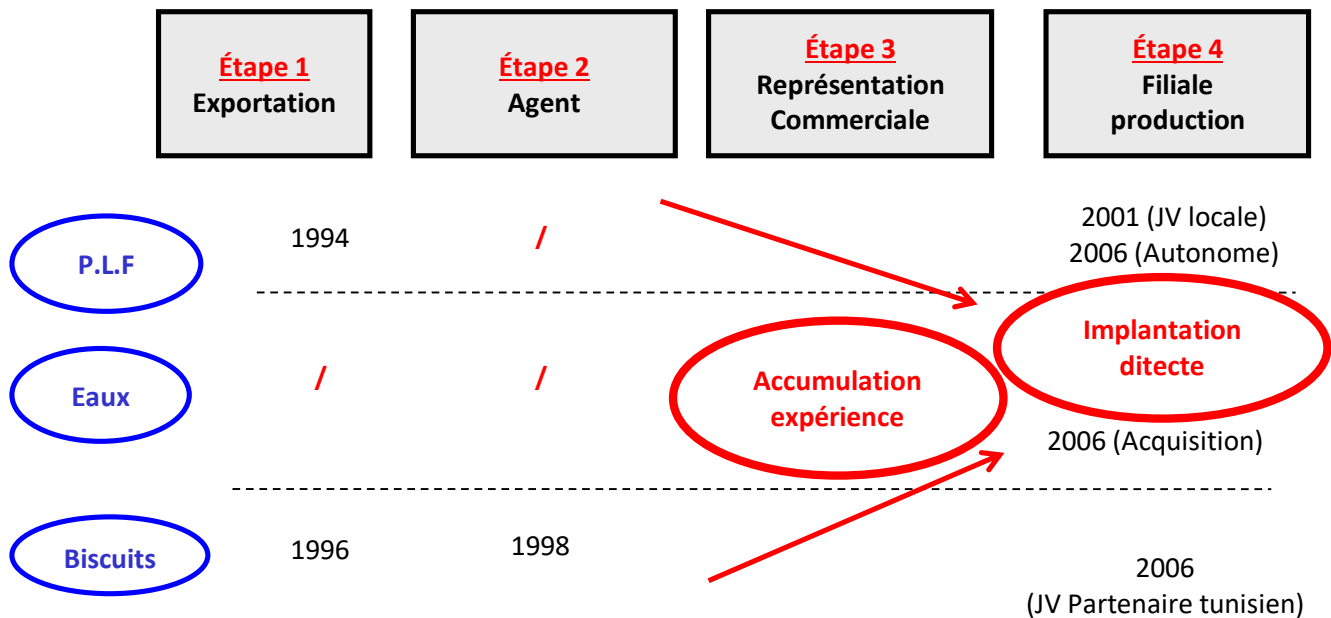 Étape 1
Exportation
Étape 2
Agent
Étape 3
Représentation
Commerciale
Étape 4
Filiale
production
P.L.F
1994
/
2001 (JV locale)
2006 (Autonome)
Eaux
/
/
Accumulation
expérience
Implantation
ditecte
2006 (Acquisition)
Biscuits
1996
1998
2006
(JV Partenaire tunisien)